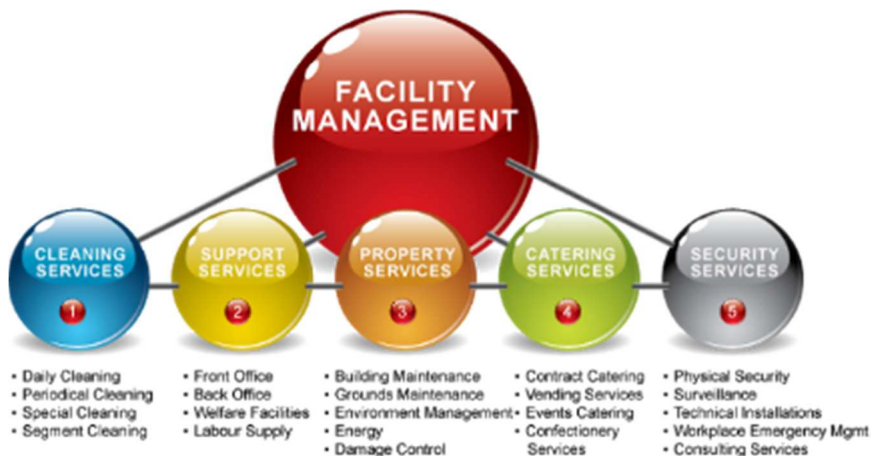 FACILITY
MANAGEMENT
CLEANING
SERVICES
1
SUPPORT
SERVICES
2
PROPERTY
SERVICES
3
CATERING
SERVICES
4
SECURITY
SERVICES
5
• Daily Cleaning
• Periodical Cleaning
• Special Cleaning
• Segment Cleaning
• Front Office
• Back Office
• Welfare Facilities
• Labour Supply
• Building Maintenance
• Grounds Maintenance
• Environment Management
• Energy
• Damage Control
• Contract Catering
• Vending Services
• Events Catering
• Confectionery
Services
• Physical Security
• Surveillance
• Technical Installations
• Workplace Emergency Mgmt
• Consulting Services